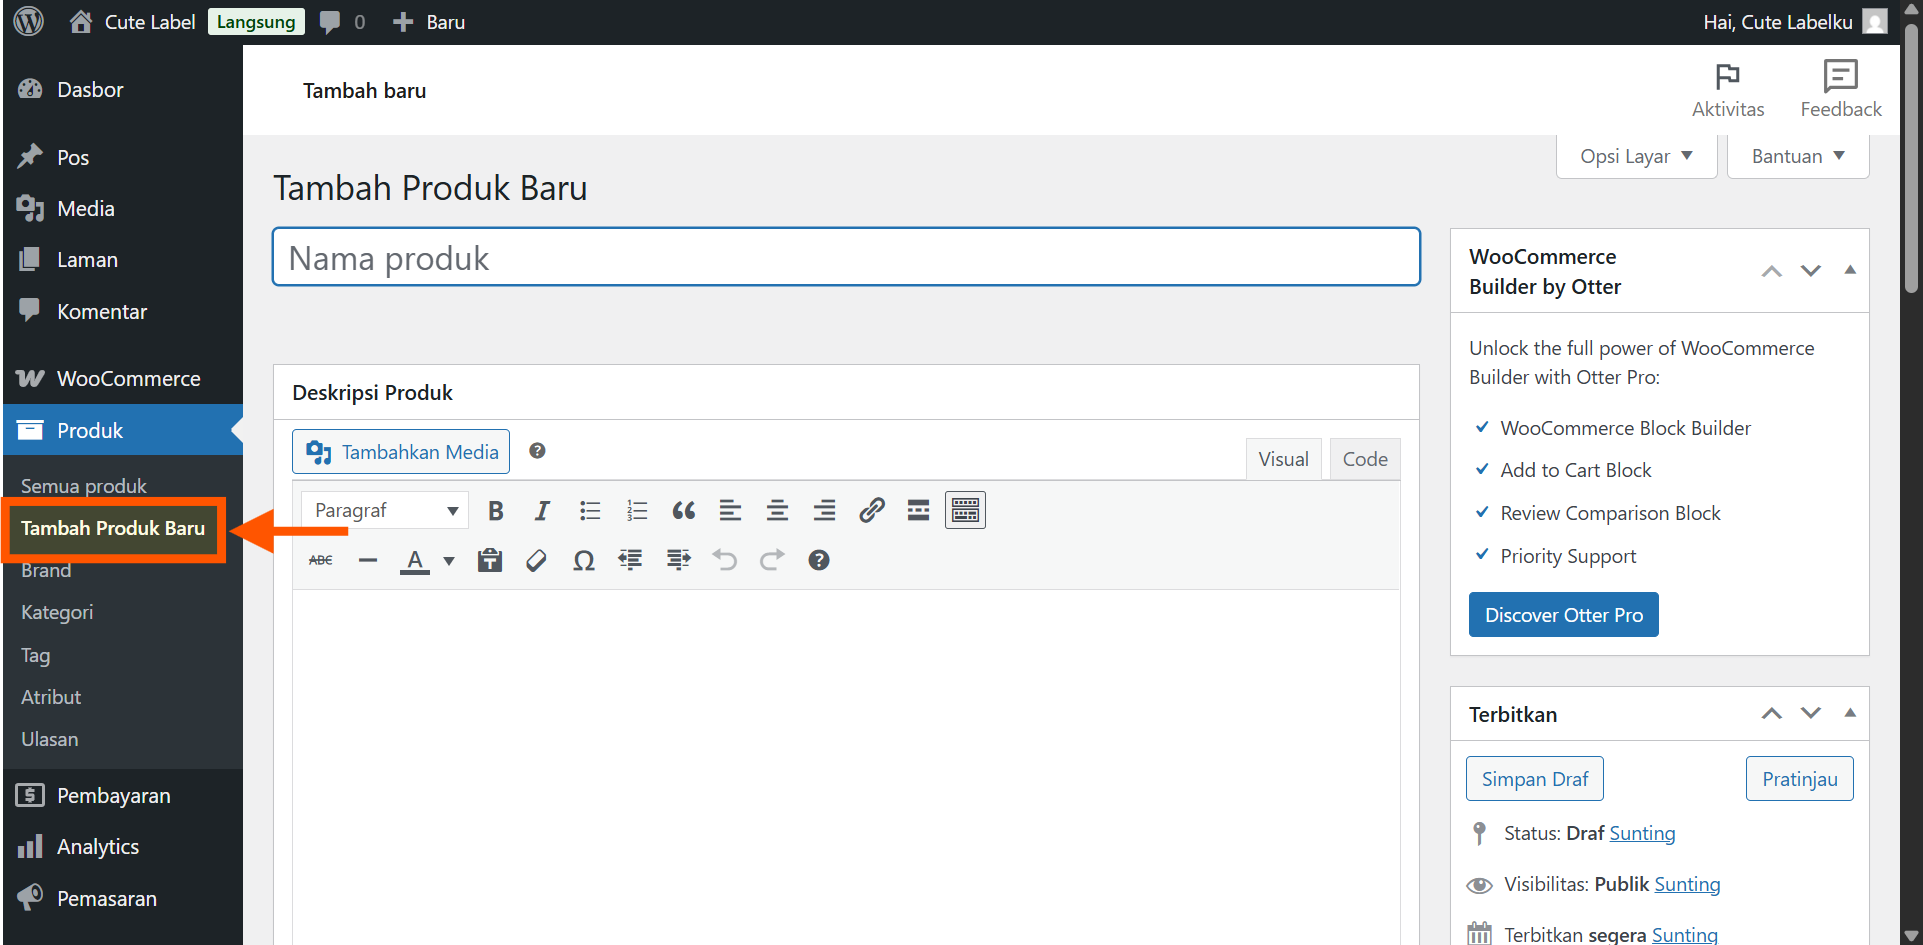 Cute Label
Langsung
0
Baru
Hai, Cute Labelku
Dasbor
Pos
Media
Laman
Komentar
WooCommerce
Produk
Semua produk
Tambah Produk Baru
Brand
Kategori
Tag
Atribut
Ulasan
Pembayaran
Analytics
Pemasaran
Tambah baru
Aktivitas
Feedback
Opsi Layar
Bantuan
Tambah Produk Baru
Nama produk
Deskripsi Produk
Tambahkan Media
Visual
Code
Paragraf
ABC
WooCommerce
Builder by Otter
Unlock the full power of WooCommerce
Builder with Otter Pro:
WooCommerce Block Builder
Add to Cart Block
Review Comparison Block
Priority Support
Discover Otter Pro
Terbitkan
Simpan Draf
Pratinjau
Status: Draf Sunting
Visibilitas: Publik Sunting
Terbitkan segera Sunting